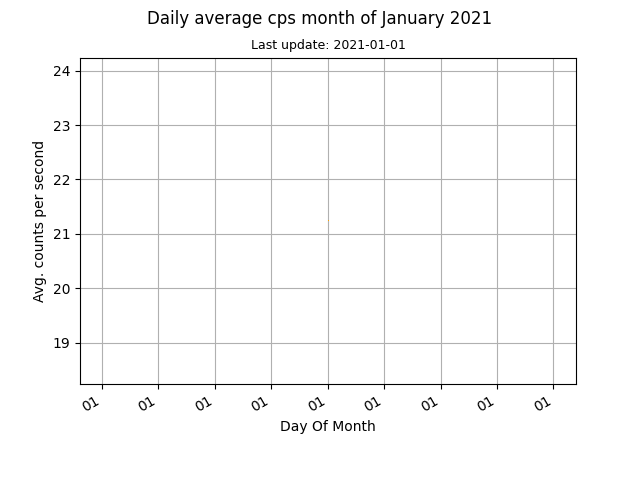 Daily average cps month of January 2021
Last update: 2021-01-01
24
23
22
21
20
19
Avg. counts per second
01 01 01 01 01 01 01 01 01
Day Of Month